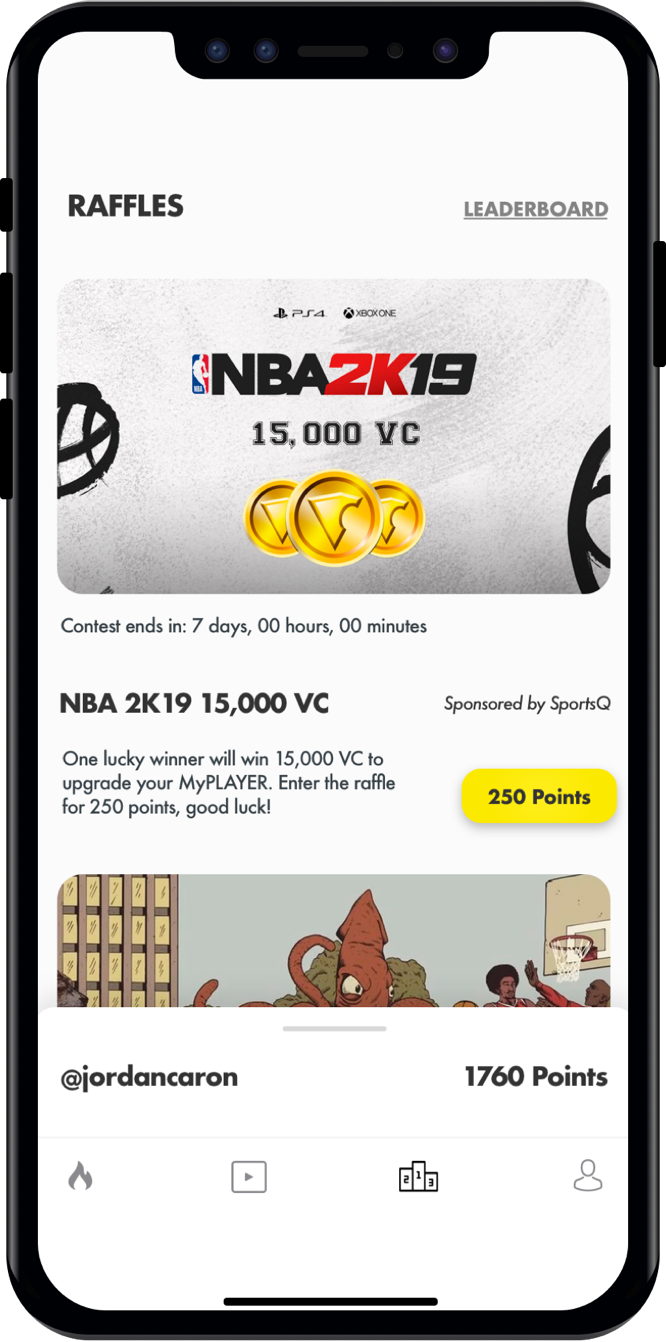 RAFFLES
LEADERBOARD
PS4 XBOX ONE
NBA NBA2K19
15,000 VC
Contest ends in: 7 days, 00 hours, 00 minutes
NBA 2K19 15,000 VC
Sponsored by SportsQ
One lucky winner will win 15,000 VC to
upgrade your MyPLAYER. Enter the raffle
for 250 points, good luck!
250 Points
@jordancaron
1760 Points
2 1 3